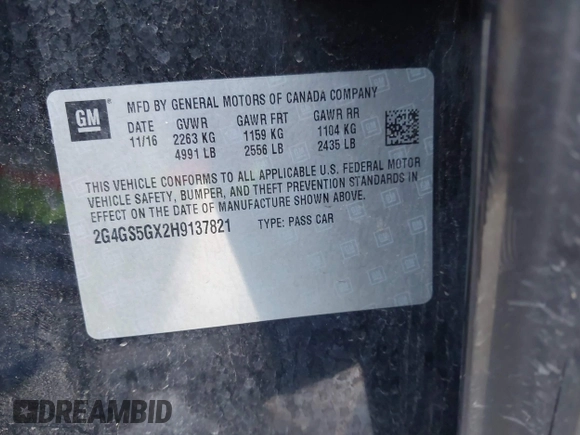 GM
MFD BY GENERAL MOTORS OF CANADA COMPANY
DATE GVWR GAWR FRT GAWR RR
11/16 2263 KG 1159 KG 1104 KG
4991 LB 2556 LB 2435 LB
THIS VEHICLE CONFORMS TO ALL APPLICABLE U.S. FEDERAL MOTOR
VEHICLE SAFETY, BUMPER, AND THEFT PREVENTION STANDARDS IN
EFFECT ON THE DATE OF MANUFACTURE SHOWN ABOVE.
2G4GS5GX2H9137821 TYPE: PASS CAR
DREAMBID